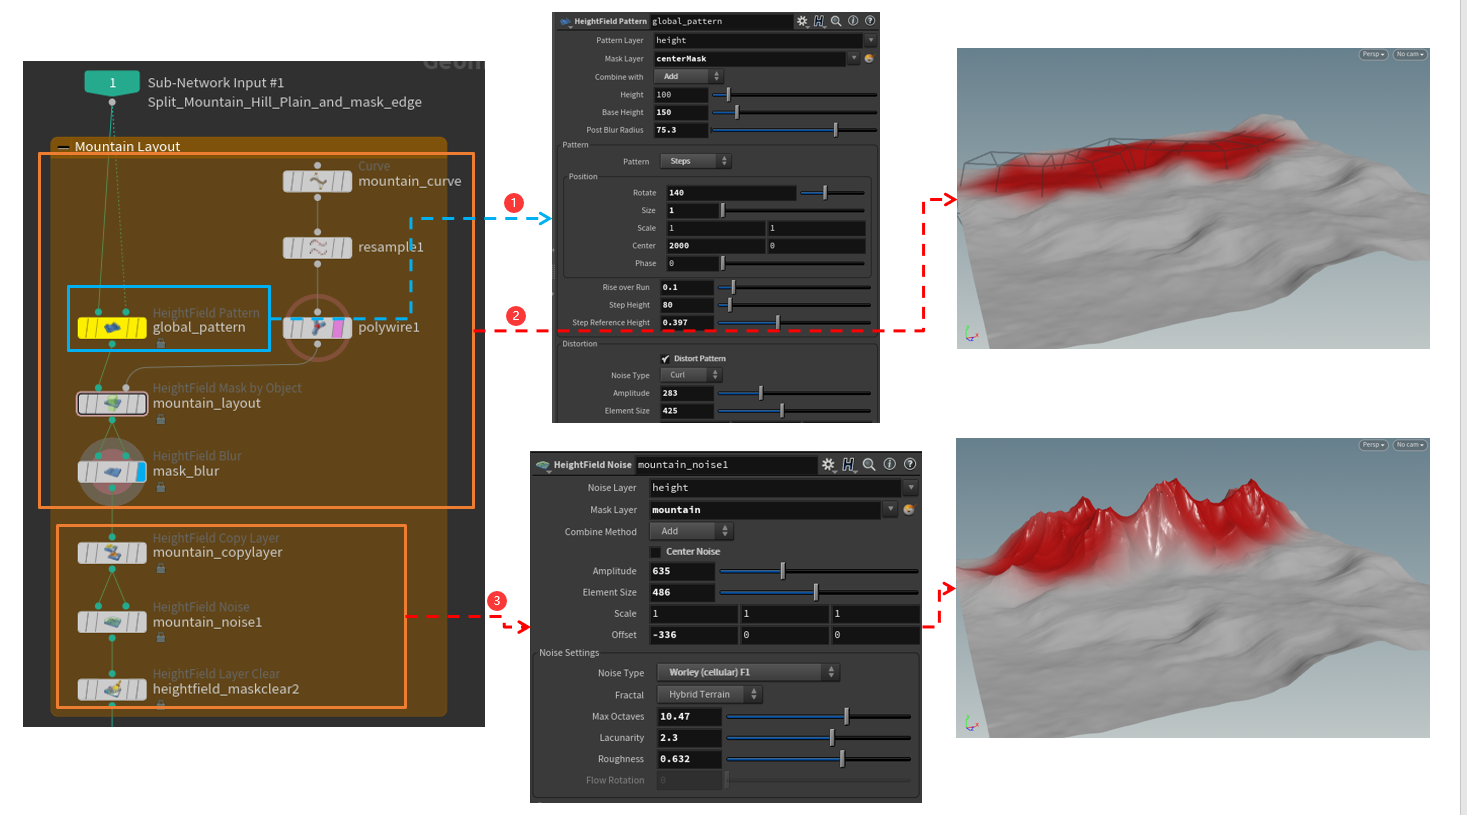 Geom
1
Sub-Network Input #1
Split_Mountain_Hill_Plain_and_mask_edge
Mountain Layout
Curve
mountain_curve
resample1
HeightField Pattern
global_pattern
polywire1
HeightField Mask by Object
mountain_layout
HeightField Blur
mask_blur
HeightField Copy Layer
mountain_copylayer
HeightField Noise
mountain_noise1
HeightField Layer Clear
heightfield_maskclear2
1
2
3
HeightField Pattern global_pattern
Pattern Layer height
Mask Layer centerMask
Combine with Add
Height 100
Base Height 150
Post Blur Radius 75.3
Pattern
Pattern Steps
Position
Rotate 140
Size 1
Scale 1 1
Center 2000 0
Phase 0
Rise over Run 0.1
Step Height 80
Step Reference Height 0.397
Distortion
Distort Pattern
Noise Type Curl
Amplitude 283
Element Size 425
HeightField Noise mountain_noise1
Noise Layer height
Mask Layer mountain
Combine Method Add
Center Noise
Amplitude 635
Element Size 486
Scale 1 1 1
Offset -336 0 0
Noise Settings
Noise Type Worley (cellular) F1
Fractal Hybrid Terrain
Max Octaves 10.47
Lacunarity 2.3
Roughness 0.632
Flow Rotation 0
Persp No cam
Persp No cam